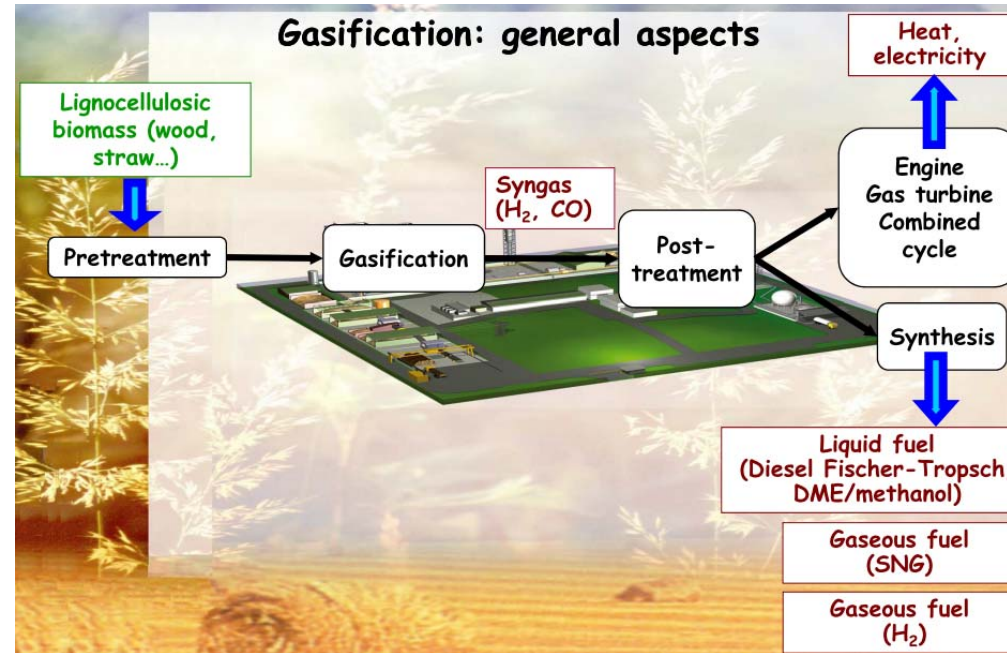 Gasification: general aspects
Heat,
electricity
Lignocellulosic
biomass (wood,
straw…)
Syngas
(H₂, CO)
Engine
Gas turbine
Combined
cycle
Pretreatment
Gasification
Post-
treatment
Synthesis
Liquid fuel
(Diesel Fischer-Tropsch
DME/methanol)
Gaseous fuel
(SNG)
Gaseous fuel
(H₂)